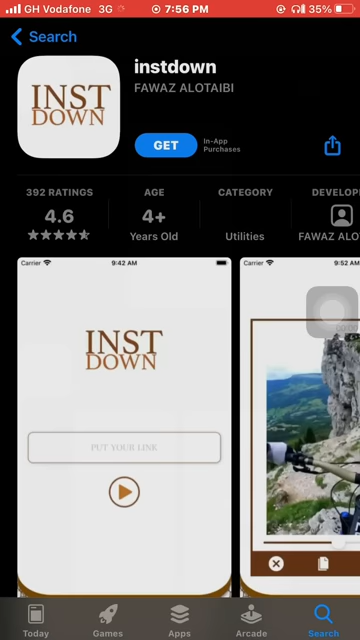 GH Vodafone 3G 7:56 PM 35%
Search
INST
DOWN
instdown
FAWAZ ALOTAIBI
GET
In-App
Purchases
392 RATINGS
4.6
AGE
4+
Years Old
CATEGORY
Utilities
DEVELOP
FAWAZ ALO
Carrier 9:42 AM
INST
DOWN
PUT YOUR LINK
Carrier 9:52 AM
Today
Games
Apps
Arcade
Search